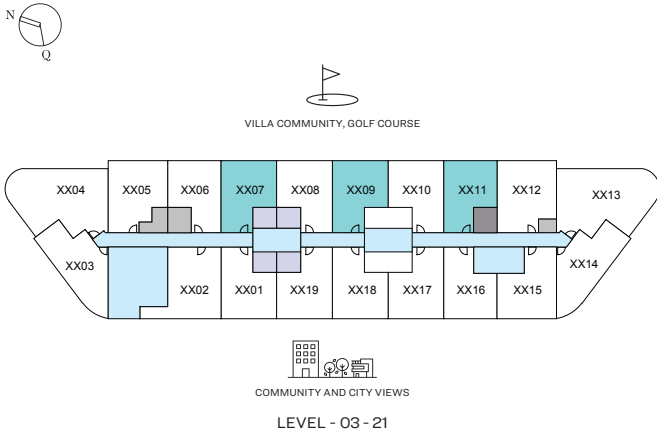 N
Q
VILLA COMMUNITY, GOLF COURSE
XX04 XX05 XX06 XX07 XX08 XX09 XX10 XX11 XX12 XX13
XX03 XX14
XX02 XX01 XX19 XX18 XX17 XX16 XX15
COMMUNITY AND CITY VIEWS
LEVEL - 03 - 21